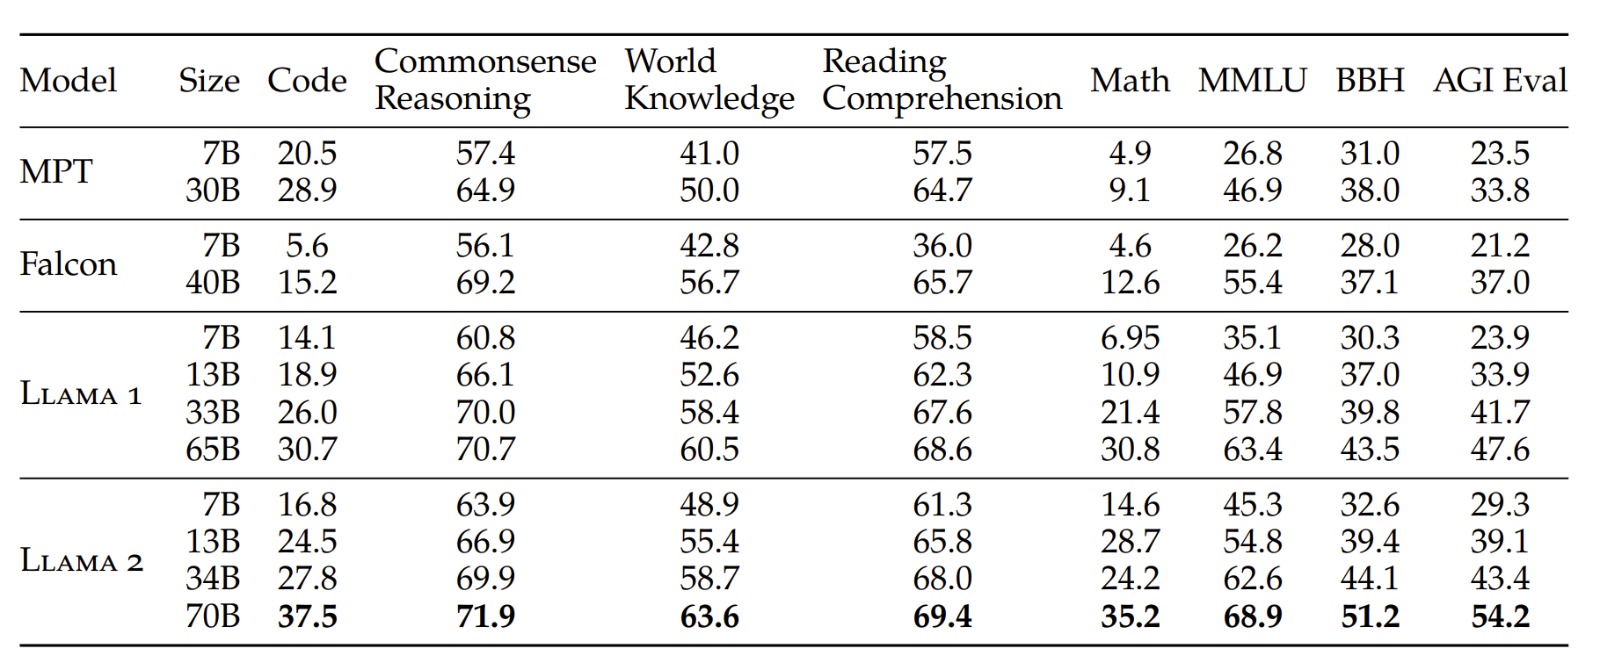 Model Size Code Commonsense Reasoning World Knowledge Reading Comprehension Math MMLU BBH AGI Eval
MPT 7B 20.5 57.4 41.0 57.5 4.9 26.8 31.0 23.5
30B 28.9 64.9 50.0 64.7 9.1 46.9 38.0 33.8
Falcon 7B 5.6 56.1 42.8 36.0 4.6 26.2 28.0 21.2
40B 15.2 69.2 56.7 65.7 12.6 55.4 37.1 37.0
LLAMA 1 7B 14.1 60.8 46.2 58.5 6.95 35.1 30.3 23.9
13B 18.9 66.1 52.6 62.3 10.9 46.9 37.0 33.9
33B 26.0 70.0 58.4 67.6 21.4 57.8 39.8 41.7
65B 30.7 70.7 60.5 68.6 30.8 63.4 43.5 47.6
LLAMA 2 7B 16.8 63.9 48.9 61.3 14.6 45.3 32.6 29.3
13B 24.5 66.9 55.4 65.8 28.7 54.8 39.4 39.1
34B 27.8 69.9 58.7 68.0 24.2 62.6 44.1 43.4
70B 37.5 71.9 63.6 69.4 35.2 68.9 51.2 54.2